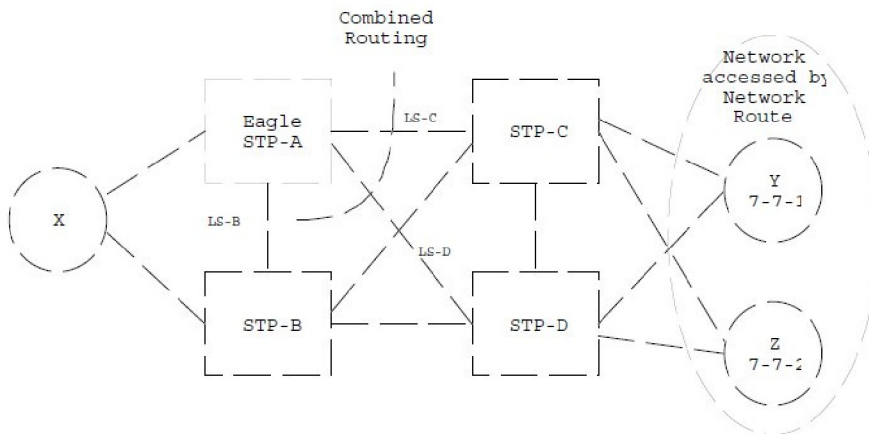 Combined
Routing
Network
accessed by
Network
Route
Eagle
STP-A
LS-C
STP-C
Y
7-7-1
X
LS-B
LS-D
STP-B
STP-D
Z
7-7-2